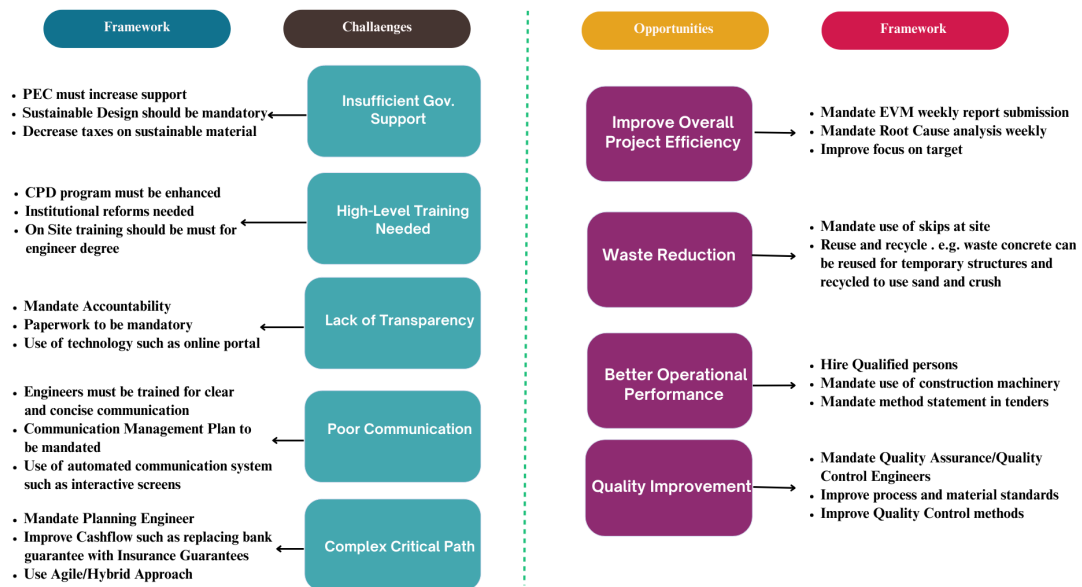 Framework
Challaenges
• PEC must increase support
• Sustainable Design should be mandatory
• Decrease taxes on sustainable material
Insufficient Gov.
Support
• CPD program must be enhanced
• Institutional reforms needed
• On Site training should be must for
engineer degree
High-Level Training
Needed
• Mandate Accountability
• Paperwork to be mandatory
• Use of technology such as online portal
Lack of Transparency
• Engineers must be trained for clear
and concise communication
• Communication Management Plan to
be mandated
• Use of automated communication system
such as interactive screens
Poor Communication
• Mandate Planning Engineer
• Improve Cashflow such as replacing bank
guarantee with Insurance Guarantees
• Use Agile/Hybrid Approach
Complex Critical Path
Opportunities
Framework
Improve Overall
Project Efficiency
• Mandate EVM weekly report submission
• Mandate Root Cause analysis weekly
• Improve focus on target
Waste Reduction
• Mandate use of skips at site
• Reuse and recycle . e.g. waste concrete can
be reused for temporary structures and
recycled to use sand and crush
Better Operational
Performance
• Hire Qualified persons
• Mandate use of construction machinery
• Mandate method statement in tenders
Quality Improvement
• Mandate Quality Assurance/Quality
Control Engineers
• Improve process and material standards
• Improve Quality Control methods